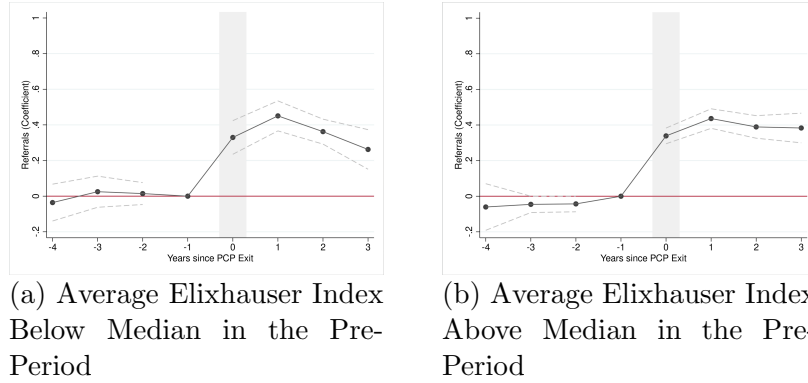 1
.8
.6
.4
.2
0
-.2
Referrals (Coefficient)
-4 -3 -2 -1 0 1 2 3
Years since PCP Exit
(a) Average Elixhauser Index
Below Median in the Pre-
Period
1
.8
.6
.4
.2
0
-.2
Referrals (Coefficient)
-4 -3 -2 -1 0 1 2 3
Years since PCP Exit
(b) Average Elixhauser Index
Above Median in the Pre-
Period